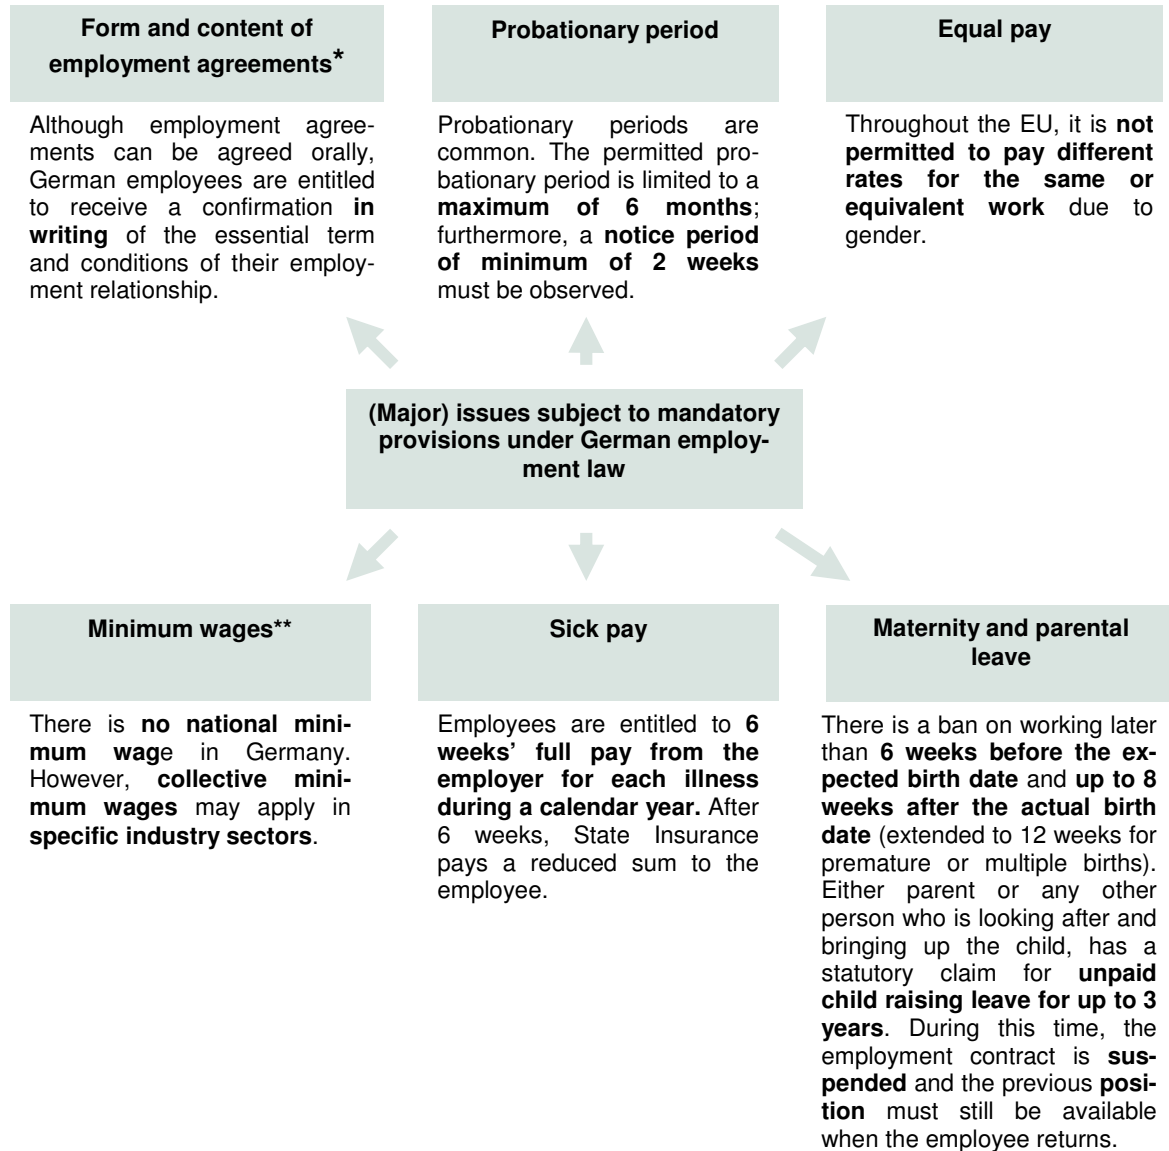 Form and content of
employment agreements*
Although employment agree-
ments can be agreed orally,
German employees are entitled
to receive a confirmation in
writing of the essential term
and conditions of their employ-
ment relationship.
Probationary period
Probationary periods are
common. The permitted pro-
bationary period is limited to a
maximum of 6 months;
furthermore, a notice period
of minimum of 2 weeks
must be observed.
Equal pay
Throughout the EU, it is not
permitted to pay different
rates for the same or
equivalent work due to
gender.
(Major) issues subject to mandatory
provisions under German employ-
ment law
Minimum wages**
There is no national mini-
mum wage in Germany.
However, collective mini-
mum wages may apply in
specific industry sectors.
Sick pay
Employees are entitled to 6
weeks' full pay from the
employer for each illness
during a calendar year. After
6 weeks, State Insurance
pays a reduced sum to the
employee.
Maternity and parental
leave
There is a ban on working later
than 6 weeks before the ex-
pected birth date and up to 8
weeks after the actual birth
date (extended to 12 weeks for
premature or multiple births).
Either parent or any other
person who is looking after and
bringing up the child, has a
statutory claim for unpaid
child raising leave for up to 3
years. During this time, the
employment contract is sus-
pended and the previous posi-
tion must still be available
when the employee returns.